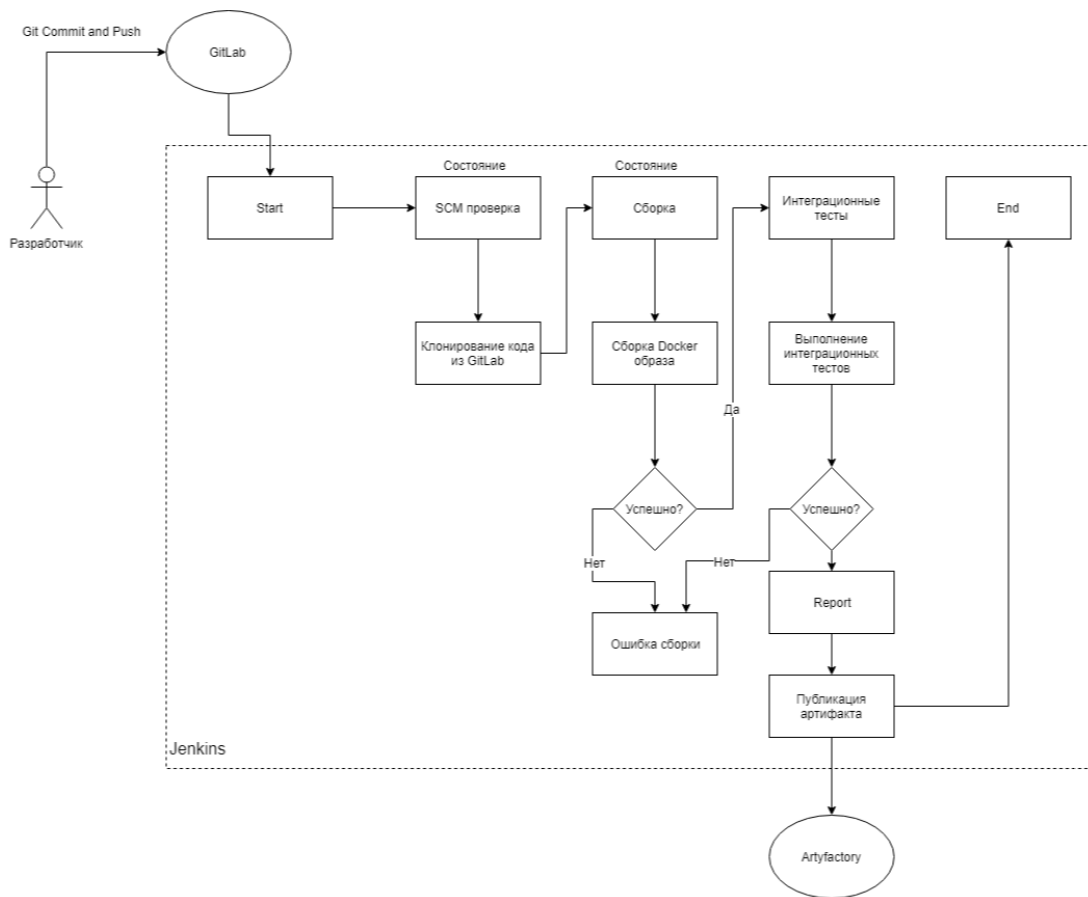 Git Commit and Push
GitLab
Разработчик
Состояние
Состояние
Start
SCM проверка
Сборка
Интеграционные
тесты
End
Клонирование кода
из GitLab
Сборка Docker
образа
Выполнение
интеграционных
тестов
Да
Успешно?
Успешно?
Нет
Нет
Report
Ошибка сборки
Публикация
артифакта
Jenkins
Artyfactory